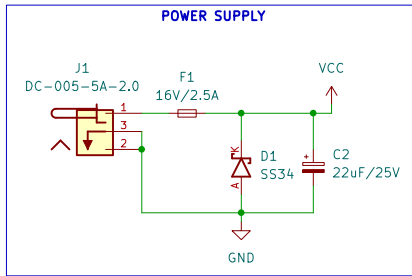 POWER SUPPLY
J1
DC-005-5A-2.0
F1
16V/2.5A
VCC
1
3
2
K
A
D1
SS34
+
C2
22uF/25V
GND